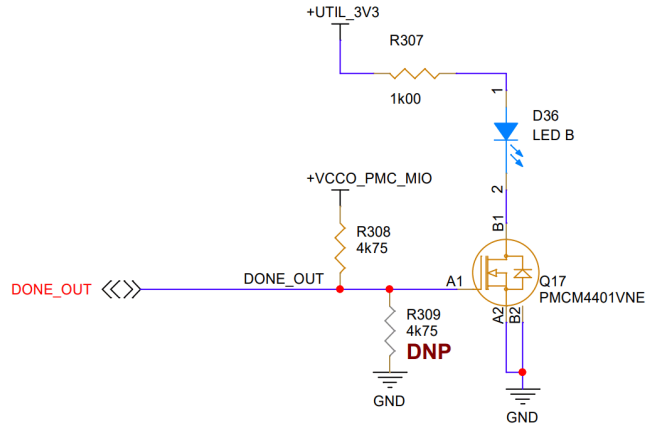 +UTIL_3V3
R307
1k00
1
D36
LED B
2
+VCCO_PMC_MIO
R308
4k75
B1
DONE_OUT
DONE_OUT
A1
Q17
PMCM4401VNE
R309
4k75
DNP
A2
B2
GND
GND